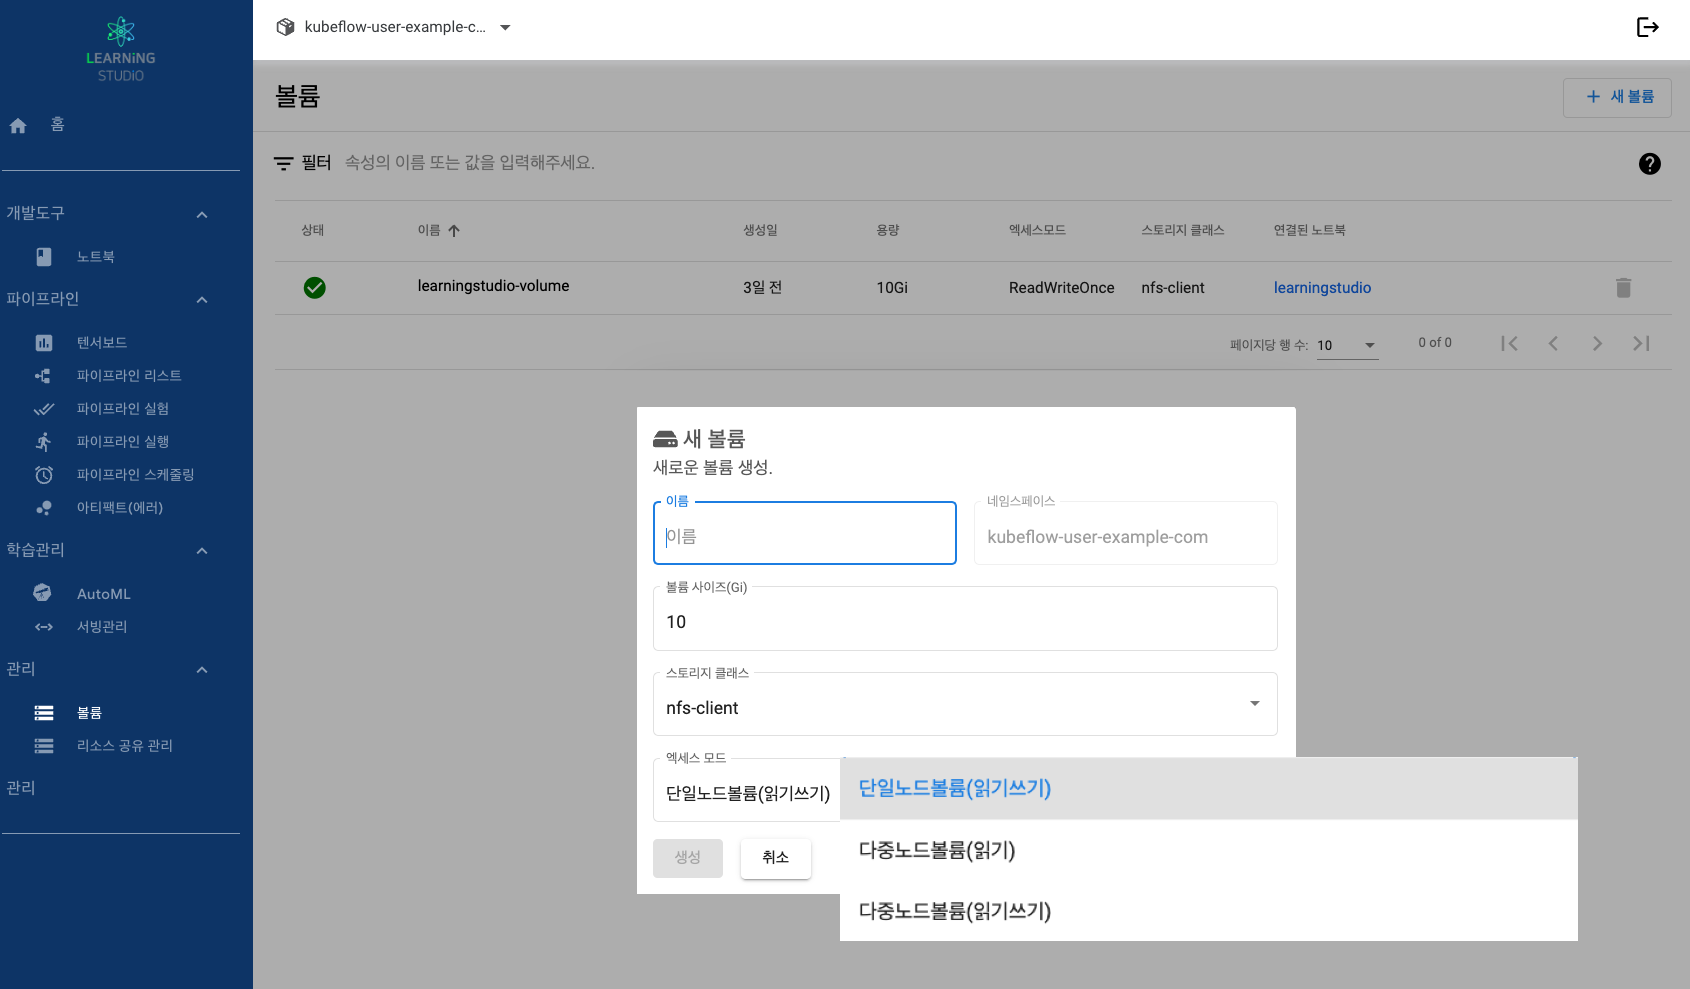 LEARNiNG
STUDiO
홈
개발도구
노트북
파이프라인
텐서보드
파이프라인 리스트
파이프라인 실험
파이프라인 실행
파이프라인 스케줄링
아티팩트(에러)
학습관리
AutoML
서빙관리
관리
볼륨
리소스 공유 관리
관리
kubeflow-user-example-c...
볼륨
새 볼륨
필터 속성의 이름 또는 값을 입력해주세요.
상태 이름 생성일 용량 엑세스모드 스토리지 클래스 연결된 노트북
learningstudio-volume 3일 전 10Gi ReadWriteOnce nfs-client learningstudio
페이지당 행 수: 10 0 of 0
새 볼륨
새로운 볼륨 생성.
이름 네임스페이스
이름 kubeflow-user-example-com
볼륨 사이즈(Gi)
10
스토리지 클래스
nfs-client
엑세스 모드
단일노드볼륨(읽기쓰기)
단일노드볼륨(읽기쓰기)
다중노드볼륨(읽기)
다중노드볼륨(읽기쓰기)
생성 취소